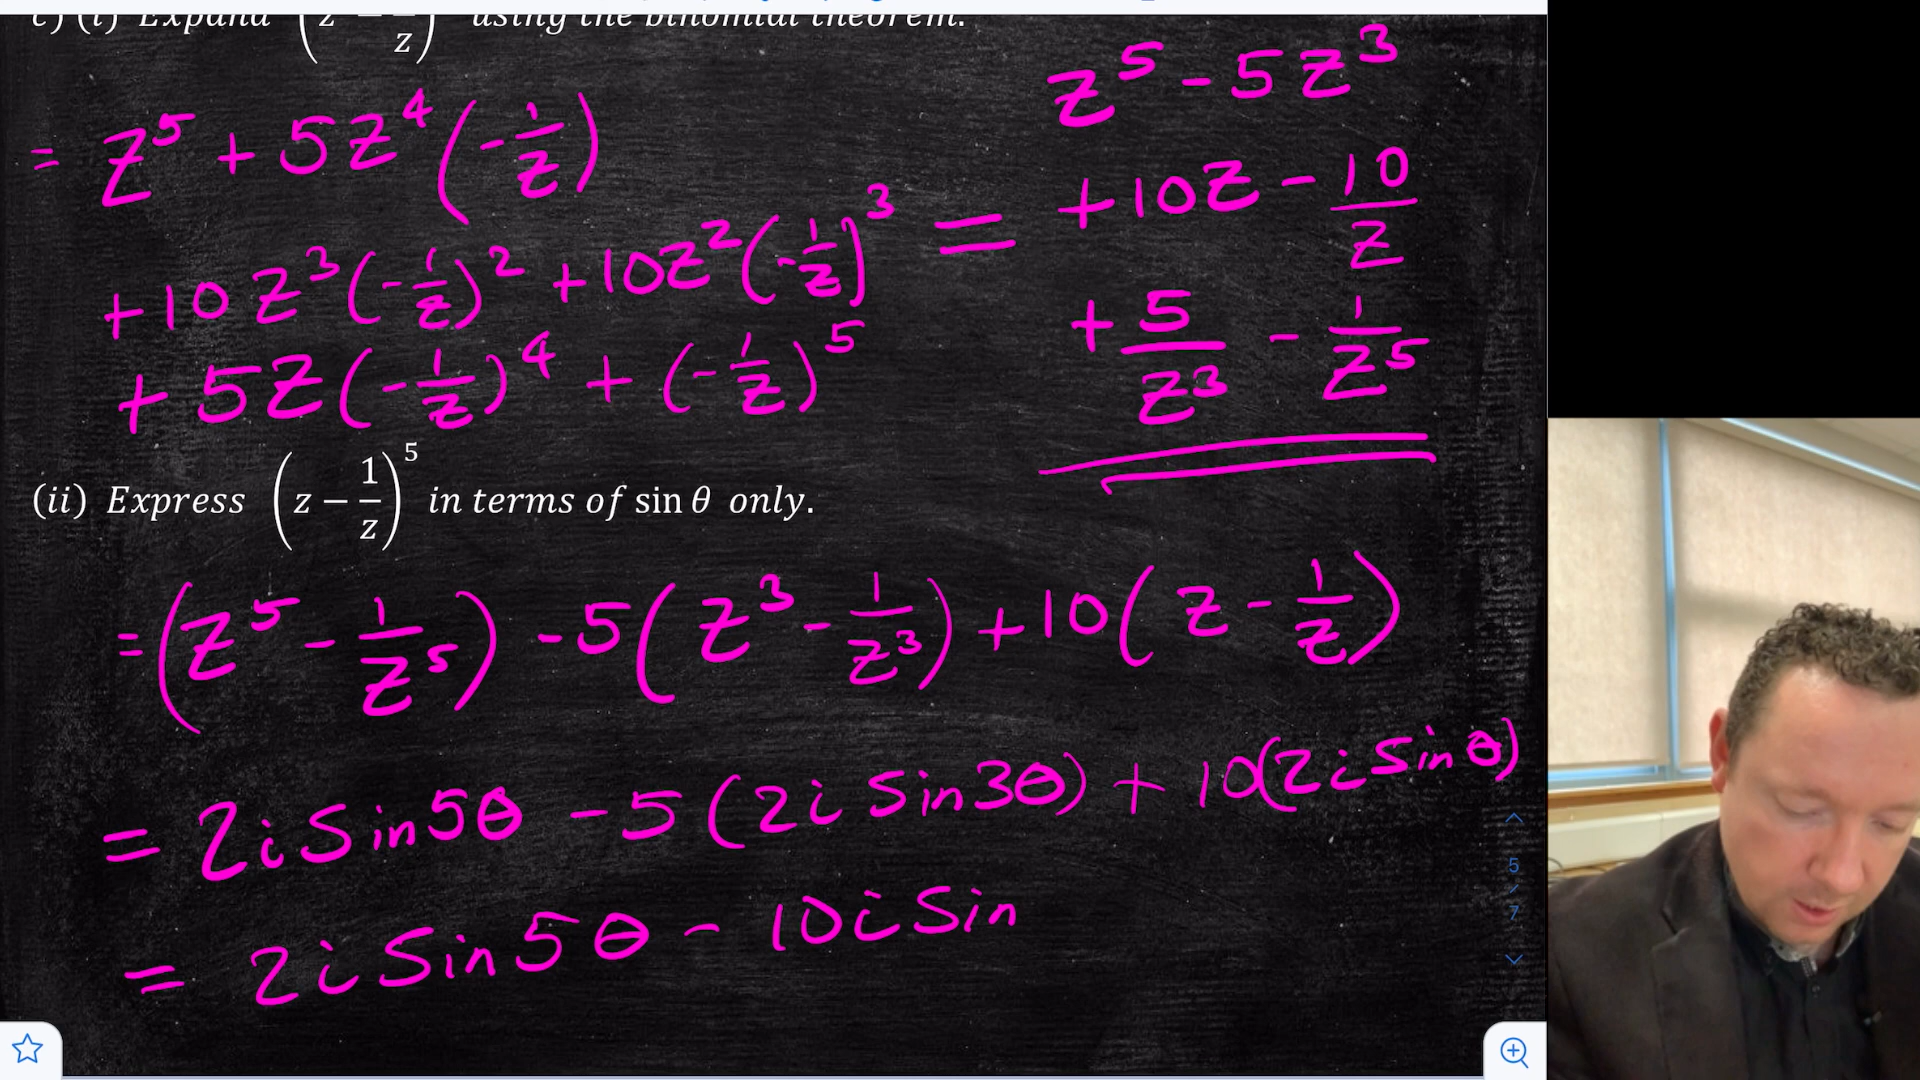 c) (i) Expand (z − 1/z) using the binomial theorem.
= z⁵ + 5z⁴(-1/z)
+10z³(-1/z)² +10z²(-1/z)³
+ 5z(-1/z)⁴ + (-1/z)⁵
= z⁵ - 5z³
+10z - 10/z
+ 5/z³ - 1/z⁵
(ii) Express (z − 1/z)⁵ in terms of sin θ only.
= (z⁵ - 1/z⁵) - 5(z³ - 1/z³) + 10(z - 1/z)
= 2i Sin5θ - 5(2i Sin3θ) + 10(2i Sinθ)
= 2i Sin5θ - 10i Sin
5
/
7